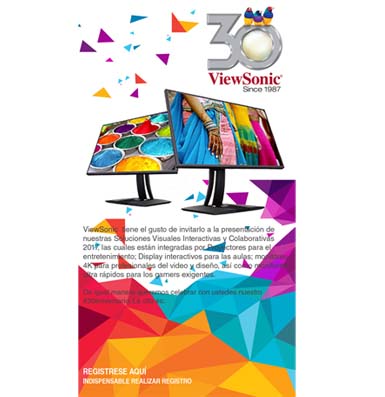 30
ViewSonic®
Since 1987
ViewSonic tiene el gusto de invitarlo a la presentación de
nuestras Soluciones Visuales Interactivas y Colaborativas
2017, las cuales están integradas por Proyectores para el
entretenimiento; Display interactivos para las aulas; monitores
4K para profesionales del video y diseño, así como monitores
ultra rápidos para los gamers exigentes.
De igual manera queremos celebrar con ustedes nuestro
REGISTRESE AQUÍ
INDISPENSABLE REALIZAR REGISTRO